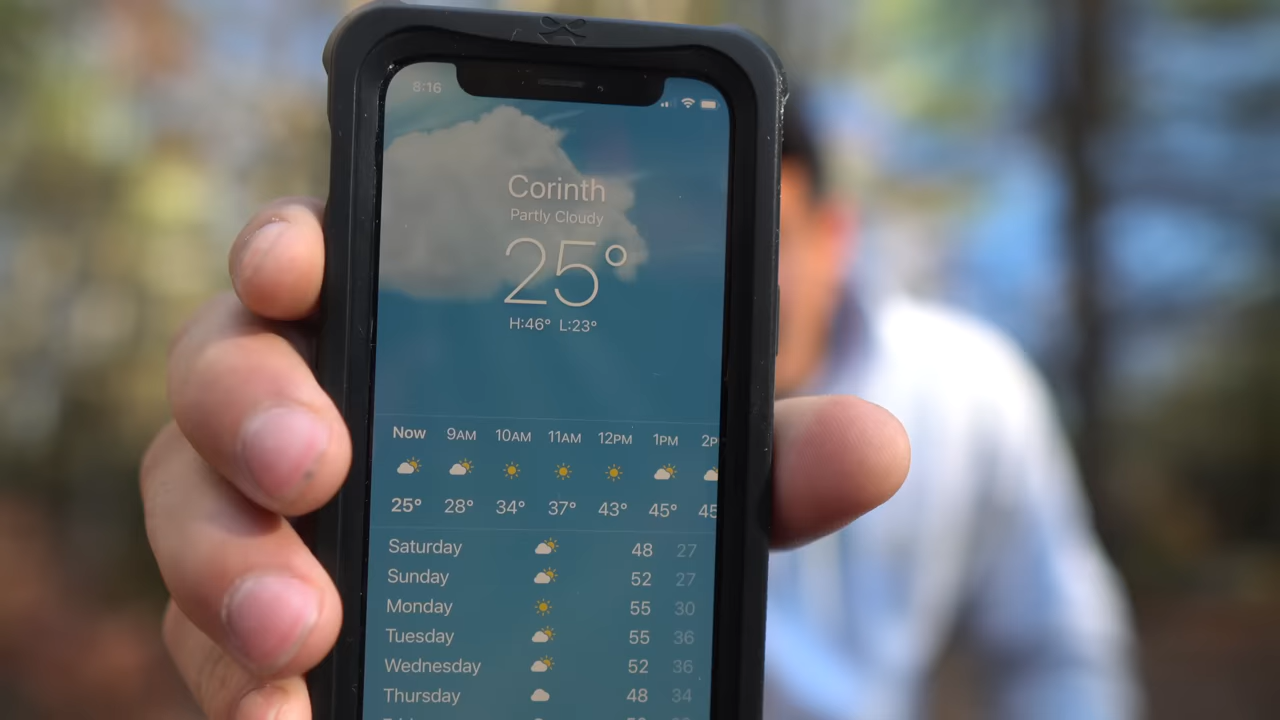 8:16
Corinth
Partly Cloudy
25°
H:46° L:23°
Now 9AM 10AM 11AM 12PM 1PM 2P
25° 28° 34° 37° 43° 45° 45
Saturday 48 27
Sunday 52 27
Monday 55 30
Tuesday 55 36
Wednesday 52 36
Thursday 48 34